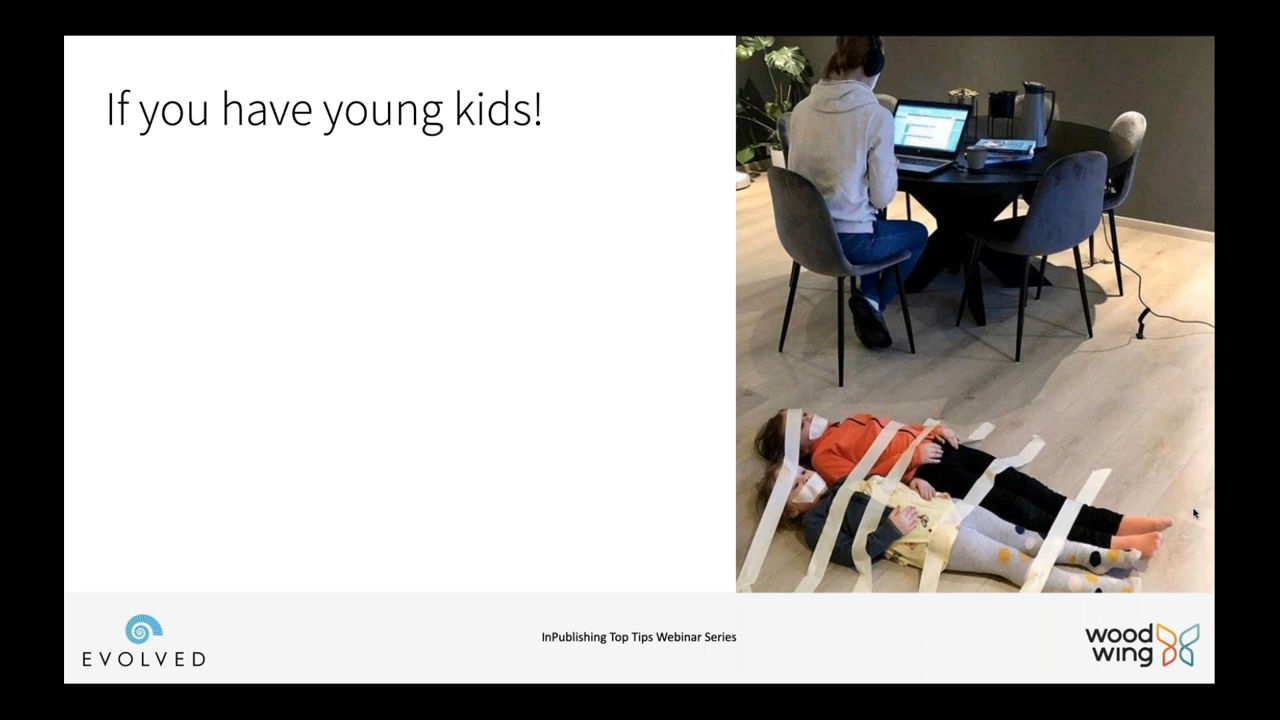 If you have young kids!
EVOLVED
InPublishing Top Tips Webinar Series
wood
wing